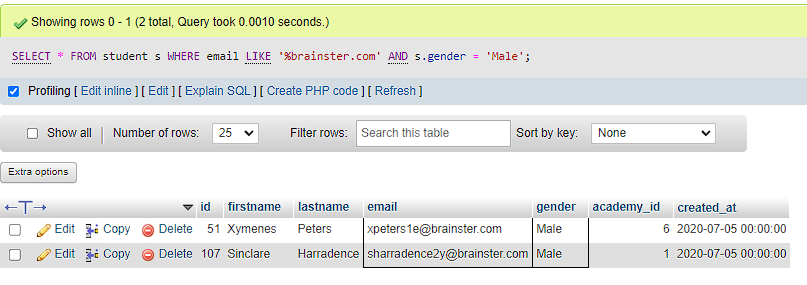 Showing rows 0 - 1 (2 total, Query took 0.0010 seconds.)
SELECT * FROM student s WHERE email LIKE '%brainster.com' AND s.gender = 'Male';
Profiling [ Edit inline ] [ Edit ] [ Explain SQL ] [ Create PHP code ] [ Refresh ]
Show all Number of rows: 25 Filter rows: Search this table Sort by key: None
Extra options
←T→ id firstname lastname email gender academy_id created_at
Edit Copy Delete 51 Xymenes Peters xpeters1e@brainster.com Male 6 2020-07-05 00:00:00
Edit Copy Delete 107 Sinclare Harradence sharradence2y@brainster.com Male 1 2020-07-05 00:00:00